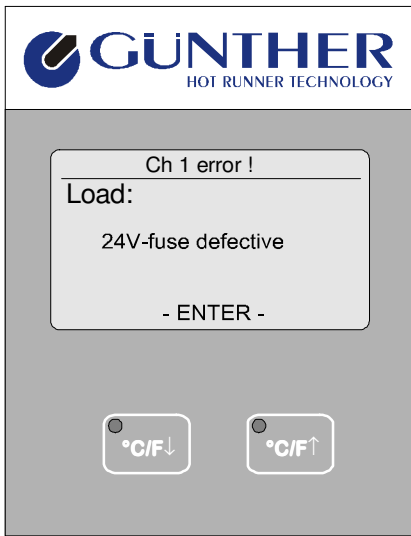 GÜNTHER
HOT RUNNER TECHNOLOGY
Ch 1 error !
Load:
24V-fuse defective
- ENTER -
°C/F↓ °C/F↑